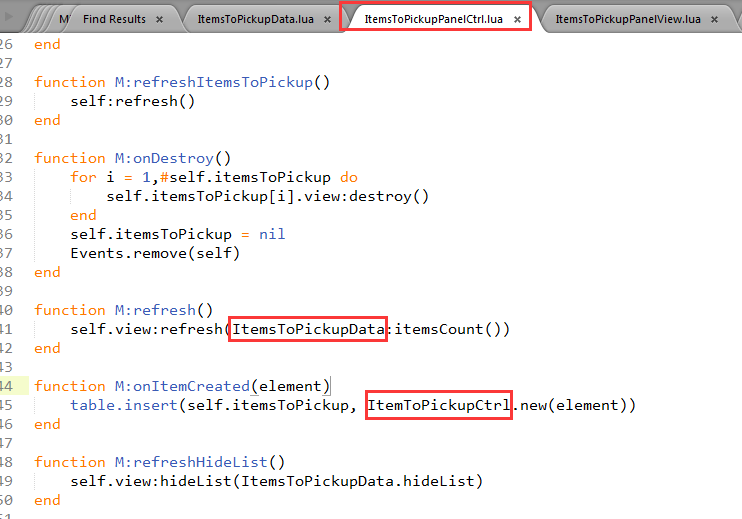 M Find Results × ItemsToPickupData.lua × ItemsToPickupPanelCtrl.lua × ItemsToPickupPanelView.lua ×
26 end
27
28 function M:refreshItemsToPickup()
29     self:refresh()
30 end
31
32 function M:onDestroy()
33     for i = 1,#self.itemsToPickup do
34         self.itemsToPickup[i].view:destroy()
35     end
36     self.itemsToPickup = nil
37     Events.remove(self)
38 end
39
40 function M:refresh()
41     self.view:refresh(ItemsToPickupData:itemsCount())
42 end
43
44 function M:onItemCreated(element)
45     table.insert(self.itemsToPickup, ItemToPickupCtrl.new(element))
46 end
47
48 function M:refreshHideList()
49     self.view:hideList(ItemsToPickupData.hideList)
50 end